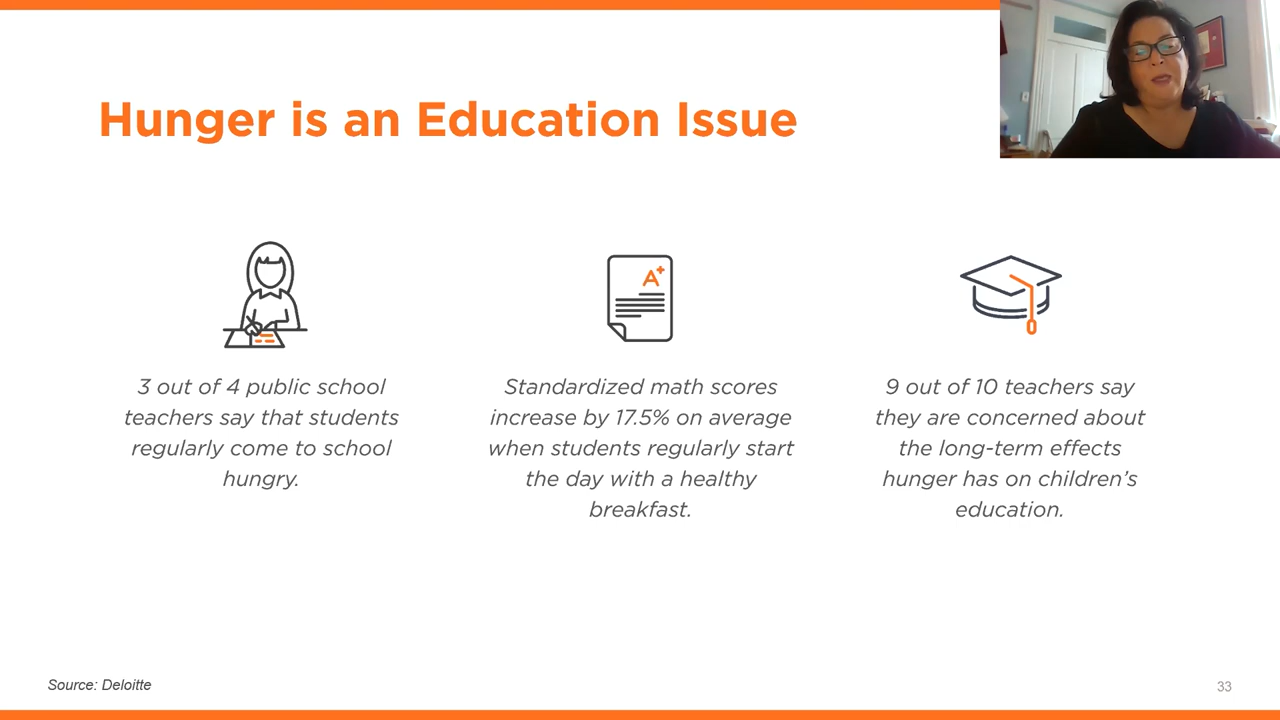 Hunger is an Education Issue
A+
3 out of 4 public school
teachers say that students
regularly come to school
hungry.
Standardized math scores
increase by 17.5% on average
when students regularly start
the day with a healthy
breakfast.
9 out of 10 teachers say
they are concerned about
the long-term effects
hunger has on children’s
education.
Source: Deloitte
33